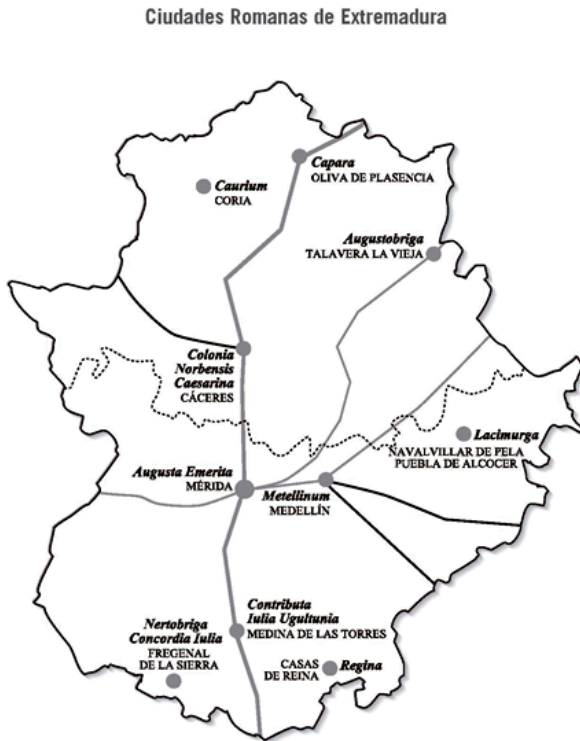 Ciudades Romanas de Extremadura
Capara
OLIVA DE PLASENCIA
Caurium
CORIA
Augustobriga
TALAVERA LA VIEJA
Colonia
Norbensis
Caesarina
CÁCERES
Lacimurga
NAVALVILLAR DE PELA
PUEBLA DE ALCOCER
Augusta Emerita
MÉRIDA
Metellinum
MEDELLÍN
Contributa
Iulia Ugultunia
MEDINA DE LAS TORRES
Nertobriga
Concordia Iulia
FREGENAL
DE LA SIERRA
CASAS
DE REINA
Regina